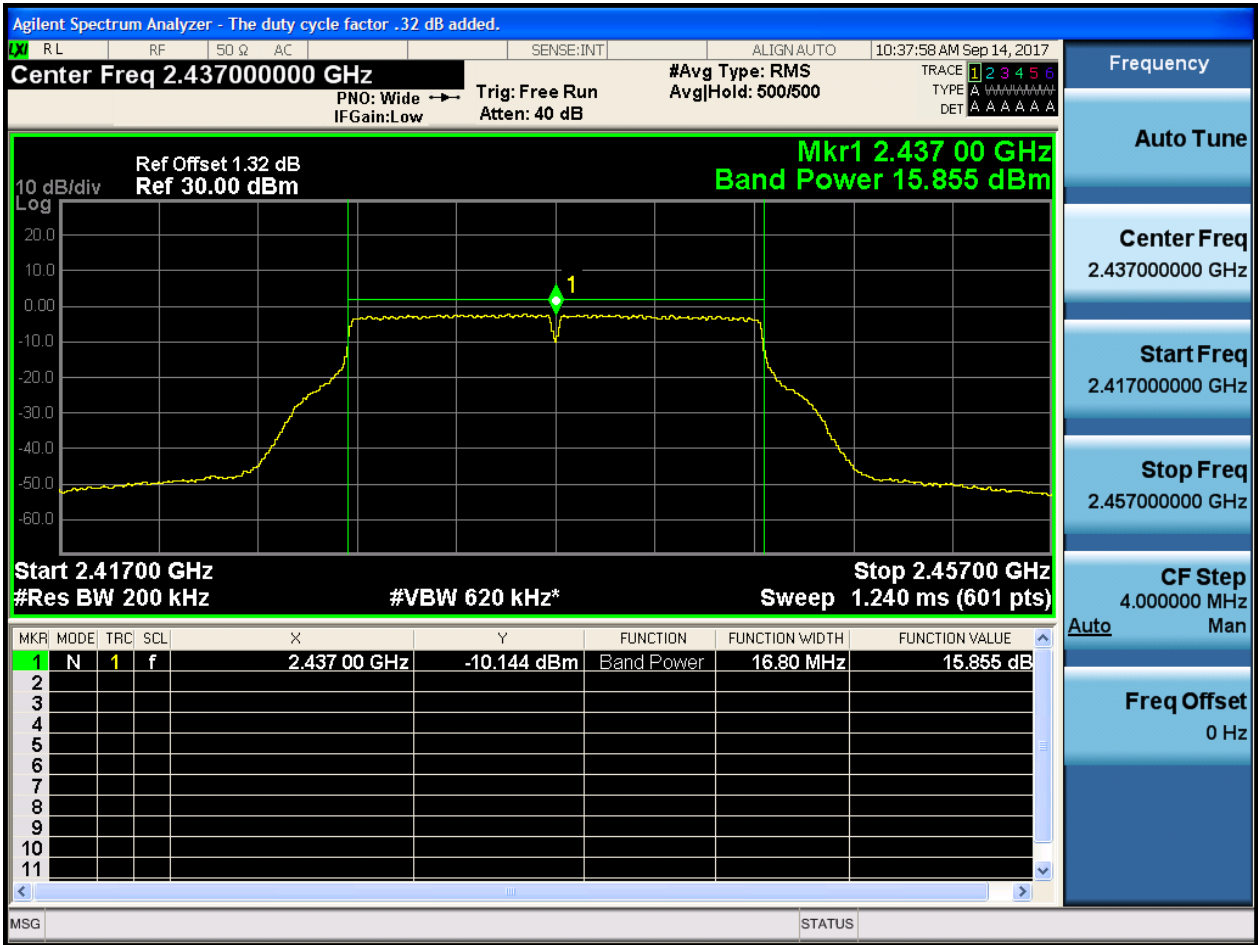 Agilent Spectrum Analyzer - The duty cycle factor .32 dB added.
LXI RL RF 50 Ω AC SENSE:INT ALIGN AUTO 10:37:58 AM Sep 14, 2017
Center Freq 2.437000000 GHz
PNO: Wide
IFGain:Low
Trig: Free Run
Atten: 40 dB
#Avg Type: RMS
Avg|Hold: 500/500
TRACE 1 2 3 4 5 6
TYPE A
DET A A A A A A
Mkr1 2.437 00 GHz
Band Power 15.855 dBm
Ref Offset 1.32 dB
Ref 30.00 dBm
10 dB/div
Log
20.0
10.0
0.00
-10.0
-20.0
-30.0
-40.0
-50.0
-60.0
1
Start 2.41700 GHz Stop 2.45700 GHz
#Res BW 200 kHz #VBW 620 kHz* Sweep 1.240 ms (601 pts)
MKR MODE TRC SCL X Y FUNCTION FUNCTION WIDTH FUNCTION VALUE
1 N 1 f 2.437 00 GHz -10.144 dBm Band Power 16.80 MHz 15.855 dB
2
3
4
5
6
7
8
9
10
11
MSG STATUS
Frequency
Auto Tune
Center Freq
2.437000000 GHz
Start Freq
2.417000000 GHz
Stop Freq
2.457000000 GHz
CF Step
4.000000 MHz
Auto Man
Freq Offset
0 Hz